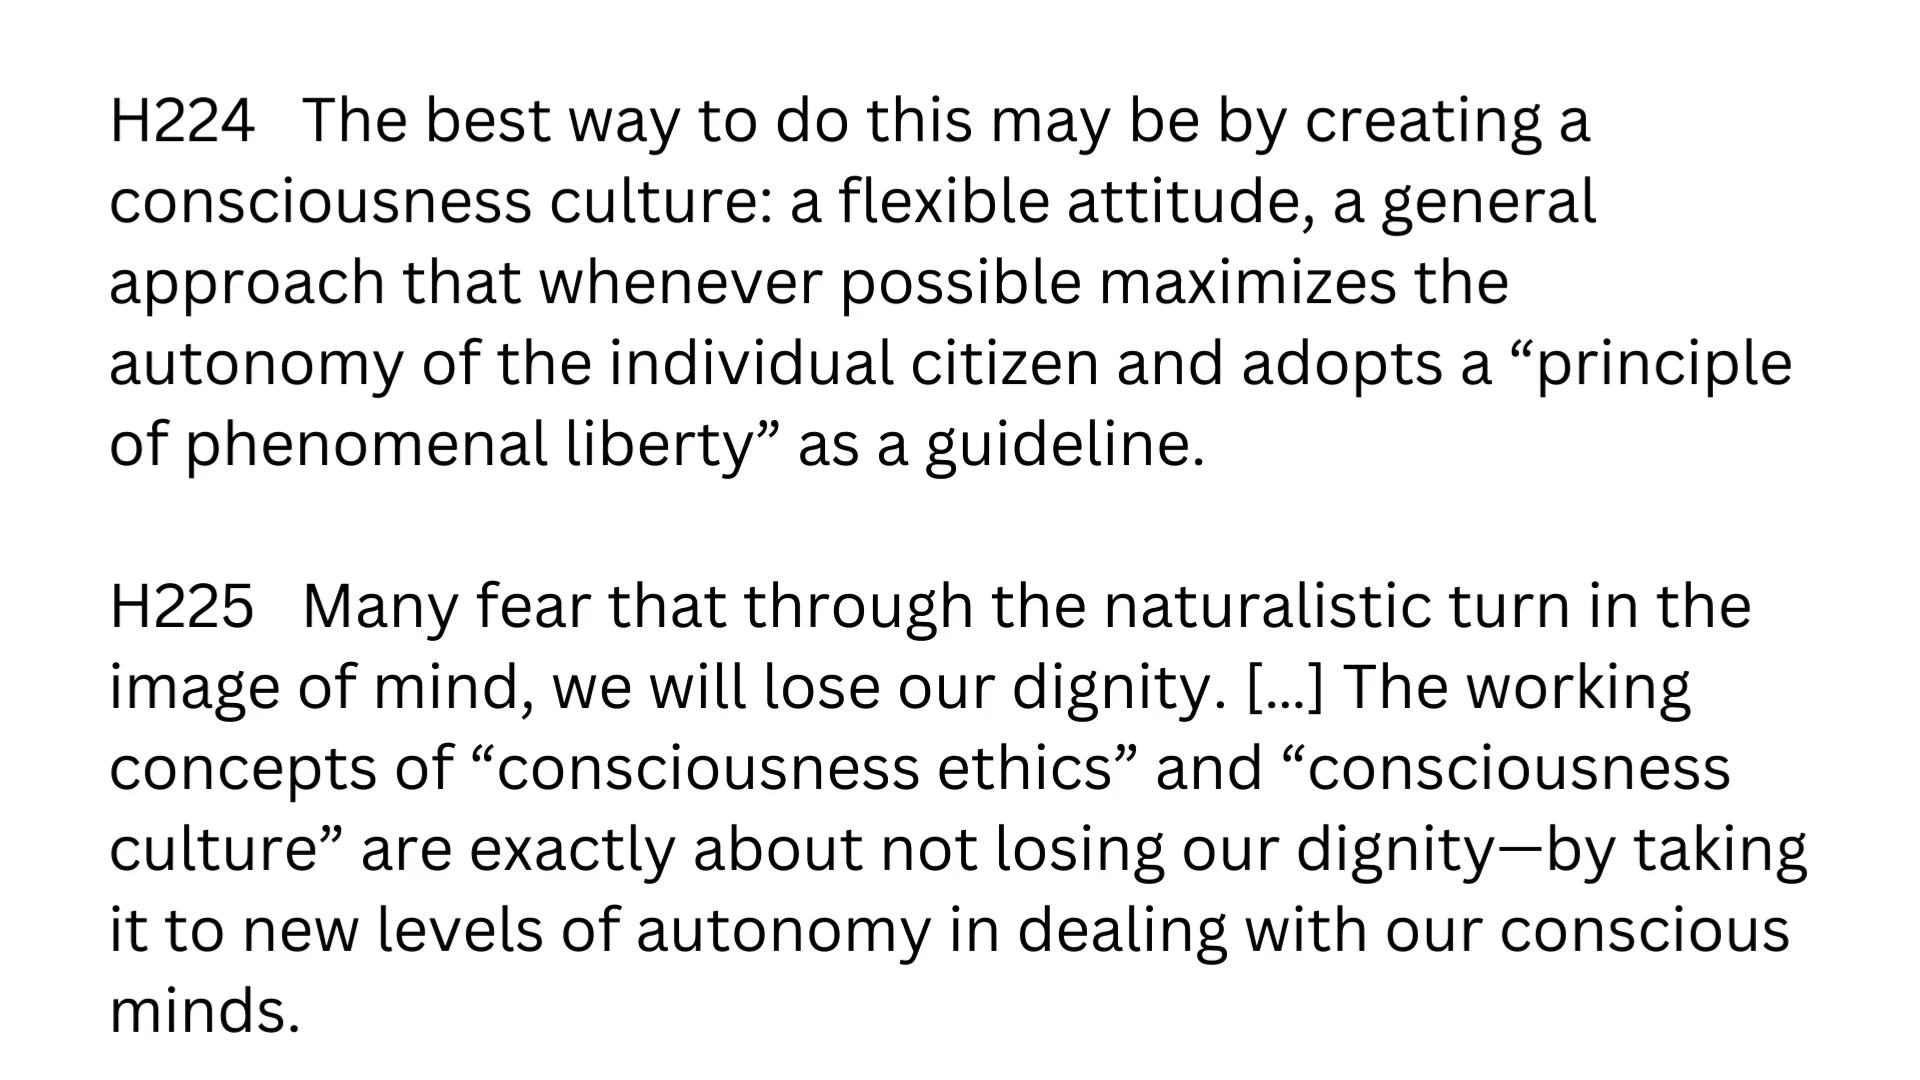 H224 The best way to do this may be by creating a
consciousness culture: a flexible attitude, a general
approach that whenever possible maximizes the
autonomy of the individual citizen and adopts a “principle
of phenomenal liberty” as a guideline.
H225 Many fear that through the naturalistic turn in the
image of mind, we will lose our dignity. [...] The working
concepts of “consciousness ethics” and “consciousness
culture” are exactly about not losing our dignity—by taking
it to new levels of autonomy in dealing with our conscious
minds.